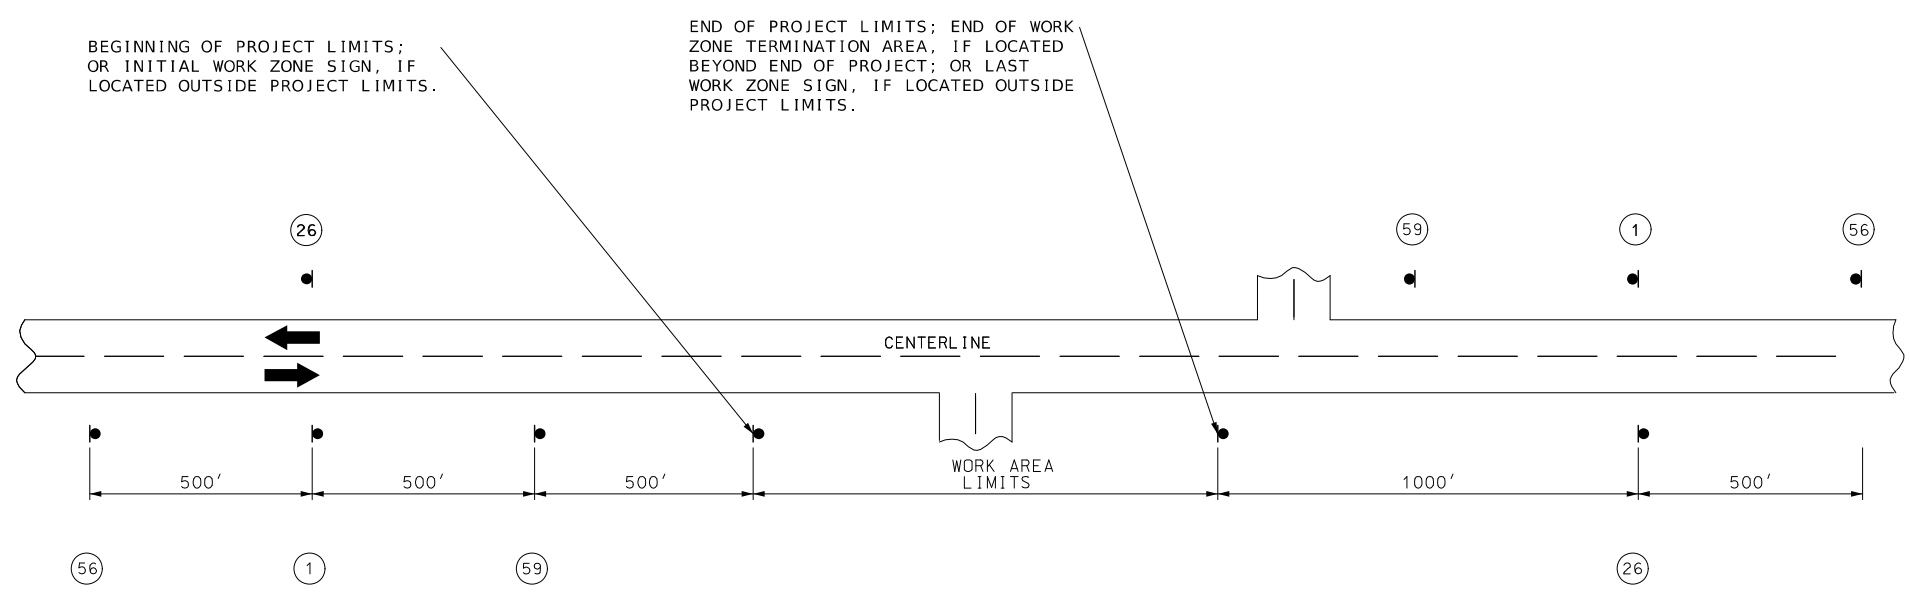 BEGINNING OF PROJECT LIMITS;
OR INITIAL WORK ZONE SIGN, IF
LOCATED OUTSIDE PROJECT LIMITS.
END OF PROJECT LIMITS; END OF WORK
ZONE TERMINATION AREA, IF LOCATED
BEYOND END OF PROJECT; OR LAST
WORK ZONE SIGN, IF LOCATED OUTSIDE
PROJECT LIMITS.
26
59
1
56
CENTERLINE
WORK AREA
LIMITS
500'
500'
500'
1000'
500'
56
1
59
26